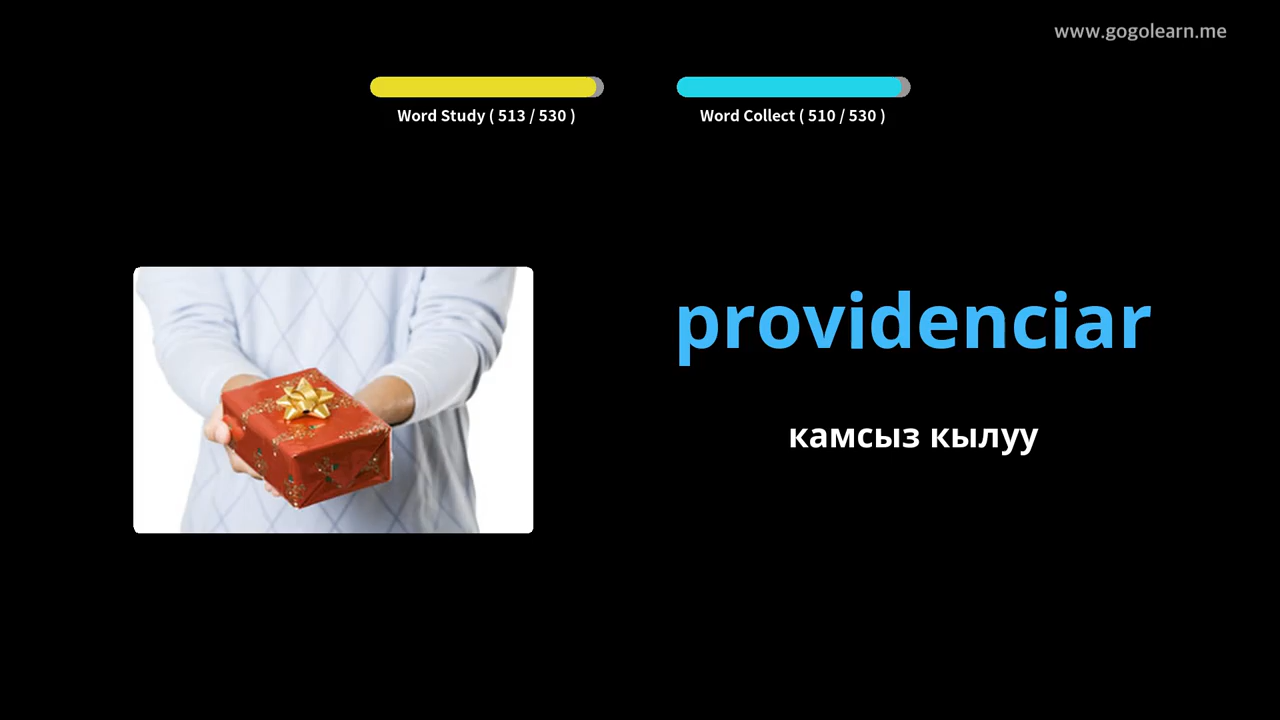 www.gogolearn.me
Word Study ( 513 / 530 )
Word Collect ( 510 / 530 )
providenciar
камсыз кылуу